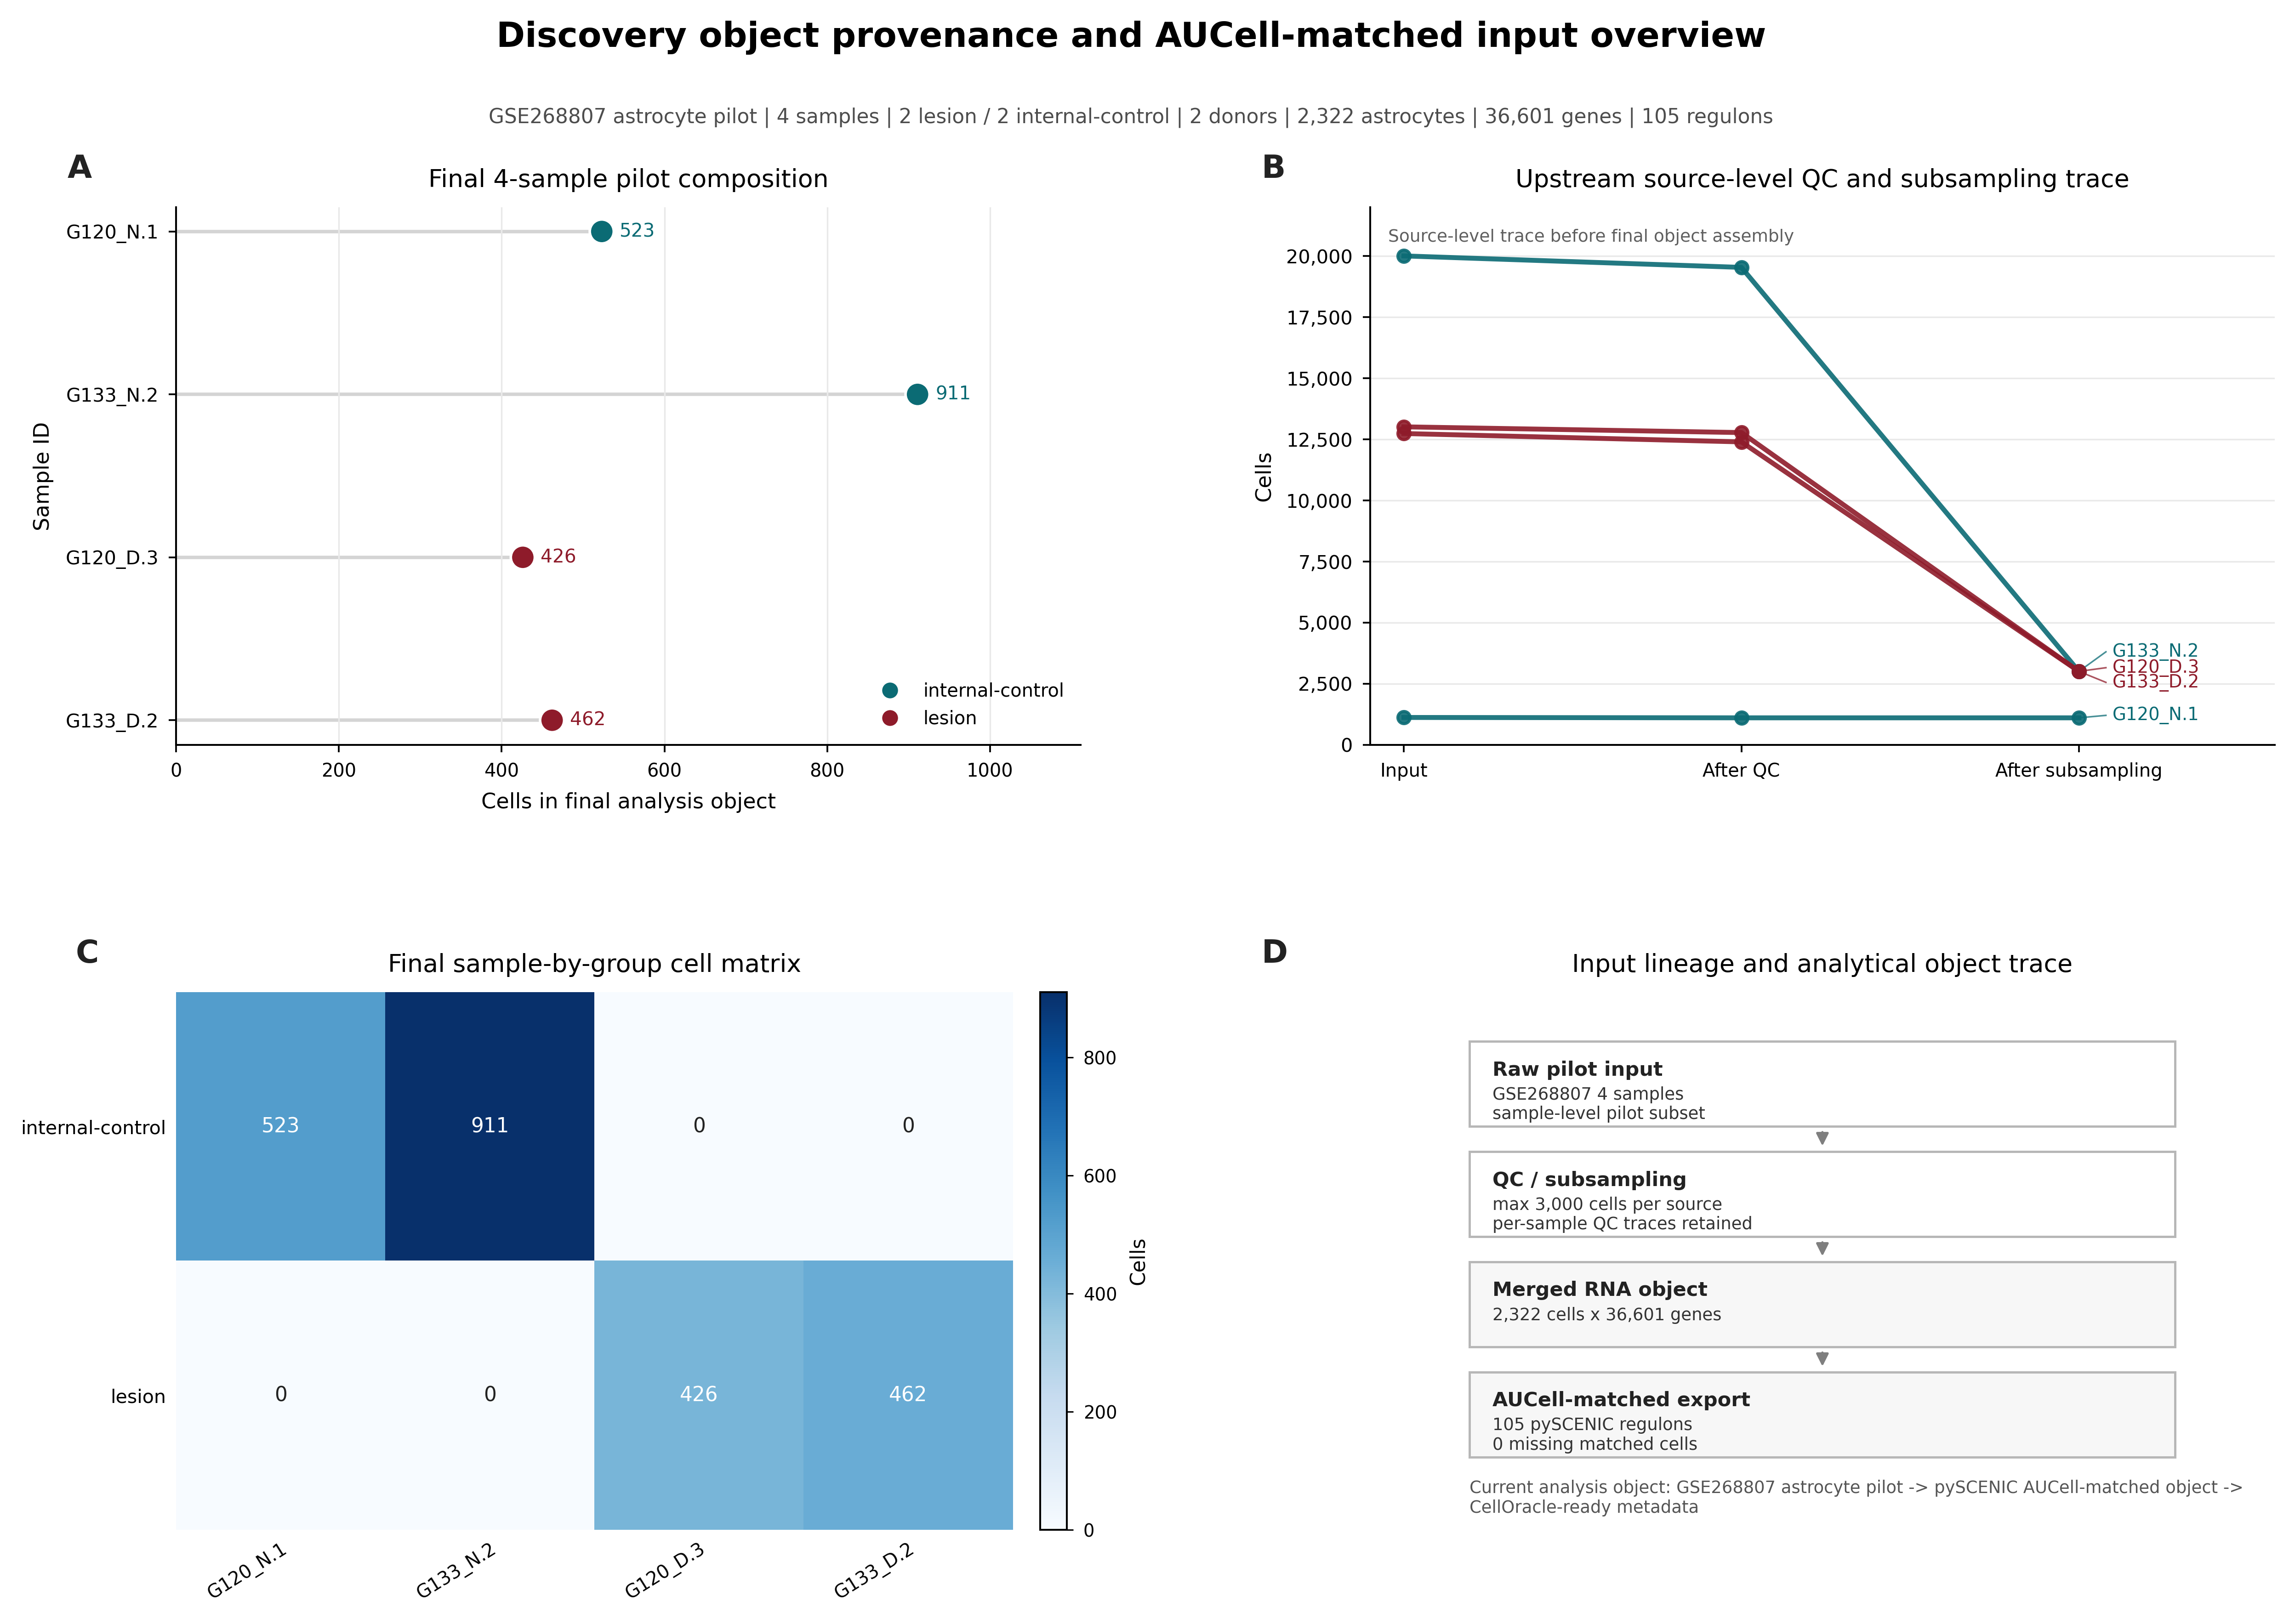 Discovery object provenance and AUCell-matched input overview
GSE268807 astrocyte pilot | 4 samples | 2 lesion / 2 internal-control | 2 donors | 2,322 astrocytes | 36,601 genes | 105 regulons
A
Final 4-sample pilot composition
Sample ID
G120_N.1
523
G133_N.2
911
G120_D.3
426
G133_D.2
462
internal-control
lesion
0 200 400 600 800 1000
Cells in final analysis object
B
Upstream source-level QC and subsampling trace
Source-level trace before final object assembly
Cells
20,000
17,500
15,000
12,500
10,000
7,500
5,000
2,500
0
G133_N.2
G120_D.3
G133_D.2
G120_N.1
Input After QC After subsampling
C
Final sample-by-group cell matrix
internal-control
523 911 0 0
lesion
0 0 426 462
G120_N.1 G133_N.2 G120_D.3 G133_D.2
800
600
400
200
0
Cells
D
Input lineage and analytical object trace
Raw pilot input
GSE268807 4 samples
sample-level pilot subset
QC / subsampling
max 3,000 cells per source
per-sample QC traces retained
Merged RNA object
2,322 cells x 36,601 genes
AUCell-matched export
105 pySCENIC regulons
0 missing matched cells
Current analysis object: GSE268807 astrocyte pilot -> pySCENIC AUCell-matched object ->
CellOracle-ready metadata